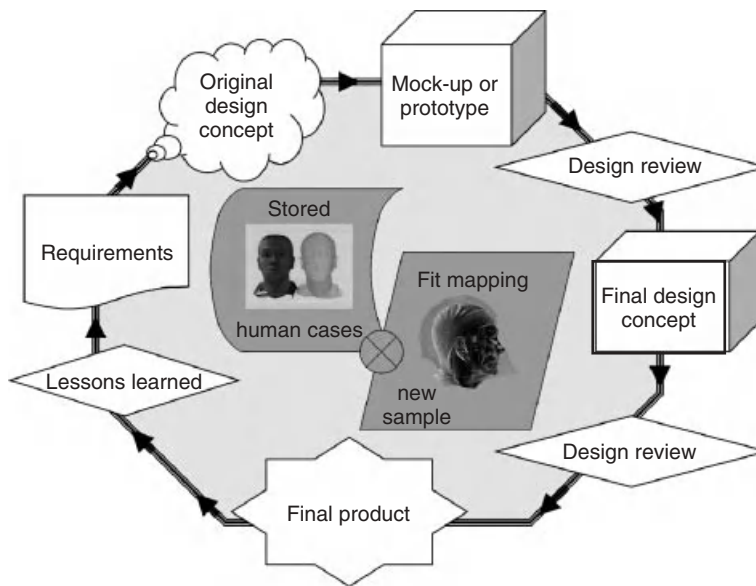 Original
design
concept
Mock-up or
prototype
Design review
Final design
concept
Design review
Final product
Lessons learned
Requirements
Stored
human cases
Fit mapping
new
sample